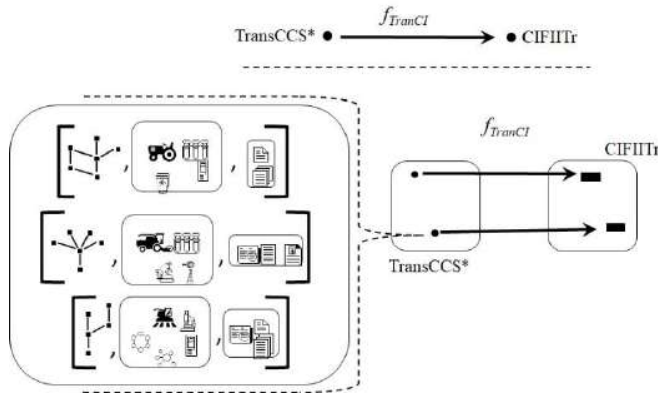 f_TranCI
TransCCS* CIFIITr
f_TranCI
CIFIITr
TransCCS*